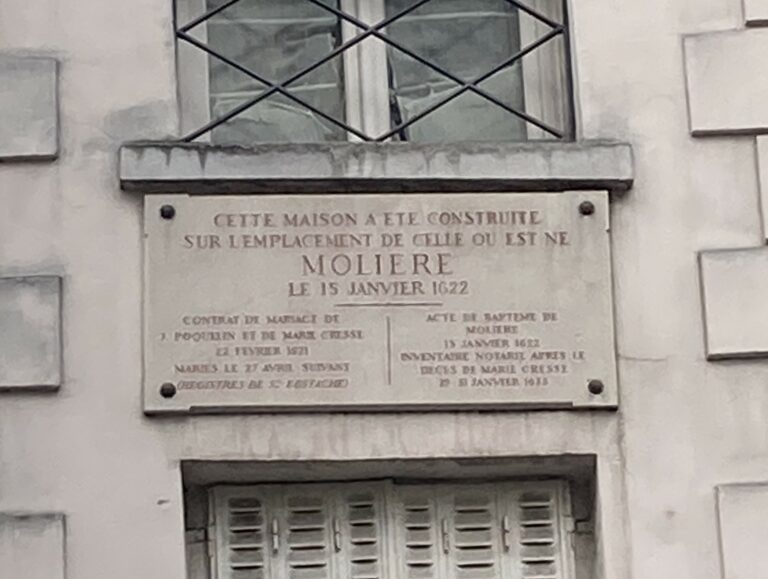 CETTE MAISON A ETE CONSTRUITE
SUR L'EMPLACEMENT DE CELLE OU EST NE
MOLIERE
LE 15 JANVIER 1622
CONTRAT DE MARIAGE DE
J. POQUELIN ET DE MARIE CRESSE
22 FEVRIER 1621
MARIES LE 27 AVRIL SUIVANT
(REGISTRES DE St EUSTACHE)
ACTE DE BAPTEME DE
MOLIERE
15 JANVIER 1622
INVENTAIRE NOTARIE APRES LE
DECES DE MARIE CRESSE
JANVIER